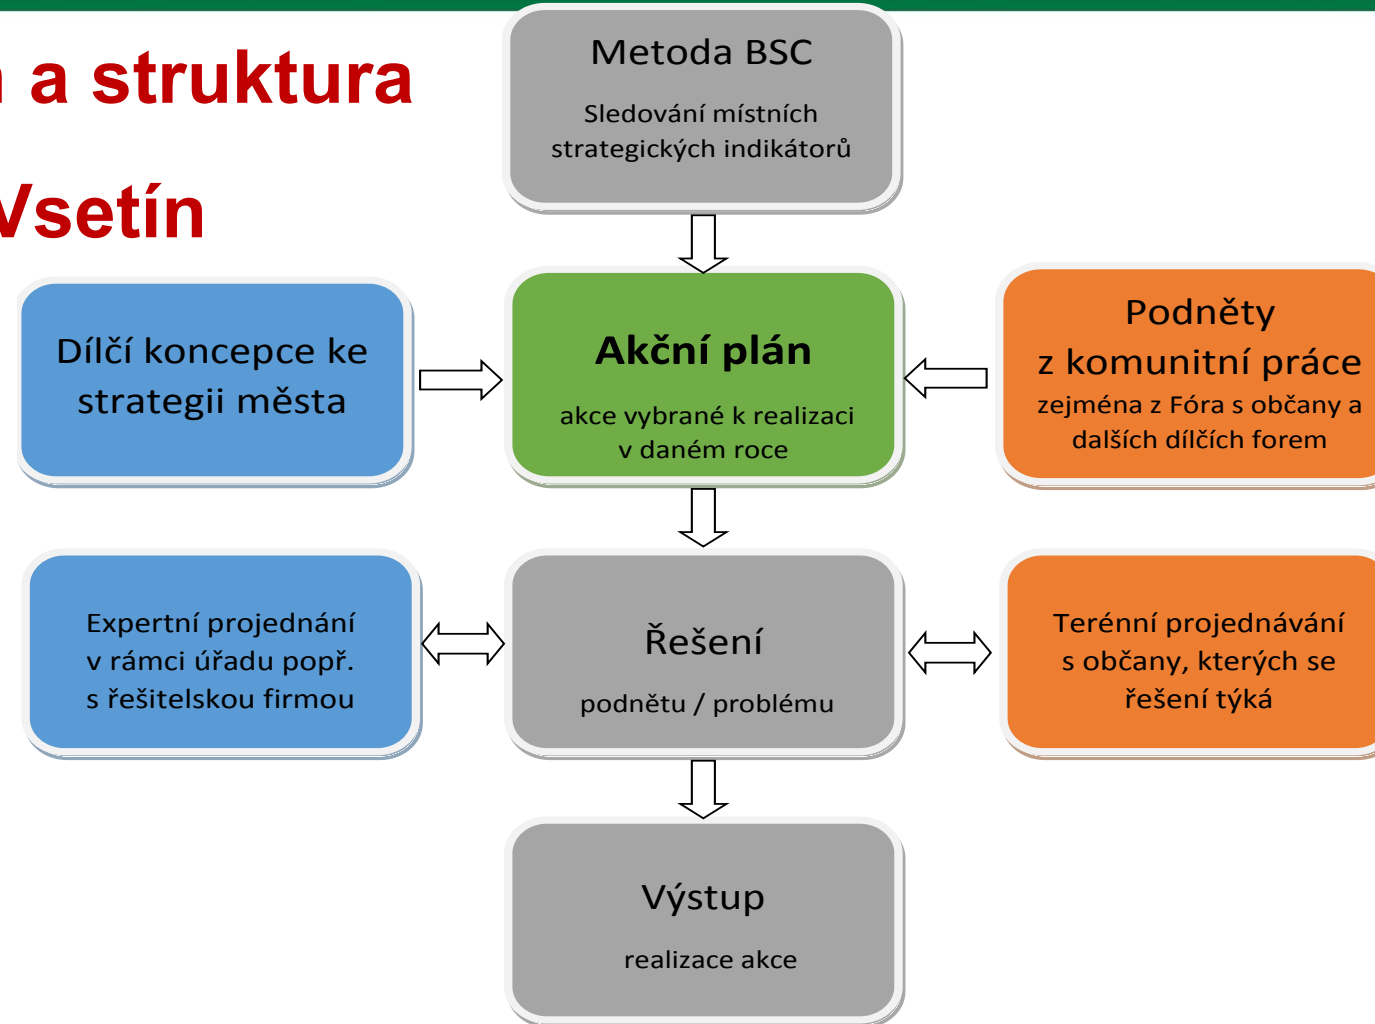 a struktura
Vsetín
Metoda BSC
Sledování místních
strategických indikátorů
Dílčí koncepce ke
strategii města
Akční plán
akce vybrané k realizaci
v daném roce
Podněty
z komunitní práce
zejména z Fóra s občany a
dalších dílčích forem
Expertní projednání
v rámci úřadu popř.
s řešitelskou firmou
Řešení
podnětu / problému
Terénní projednávání
s občany, kterých se
řešení týká
Výstup
realizace akce